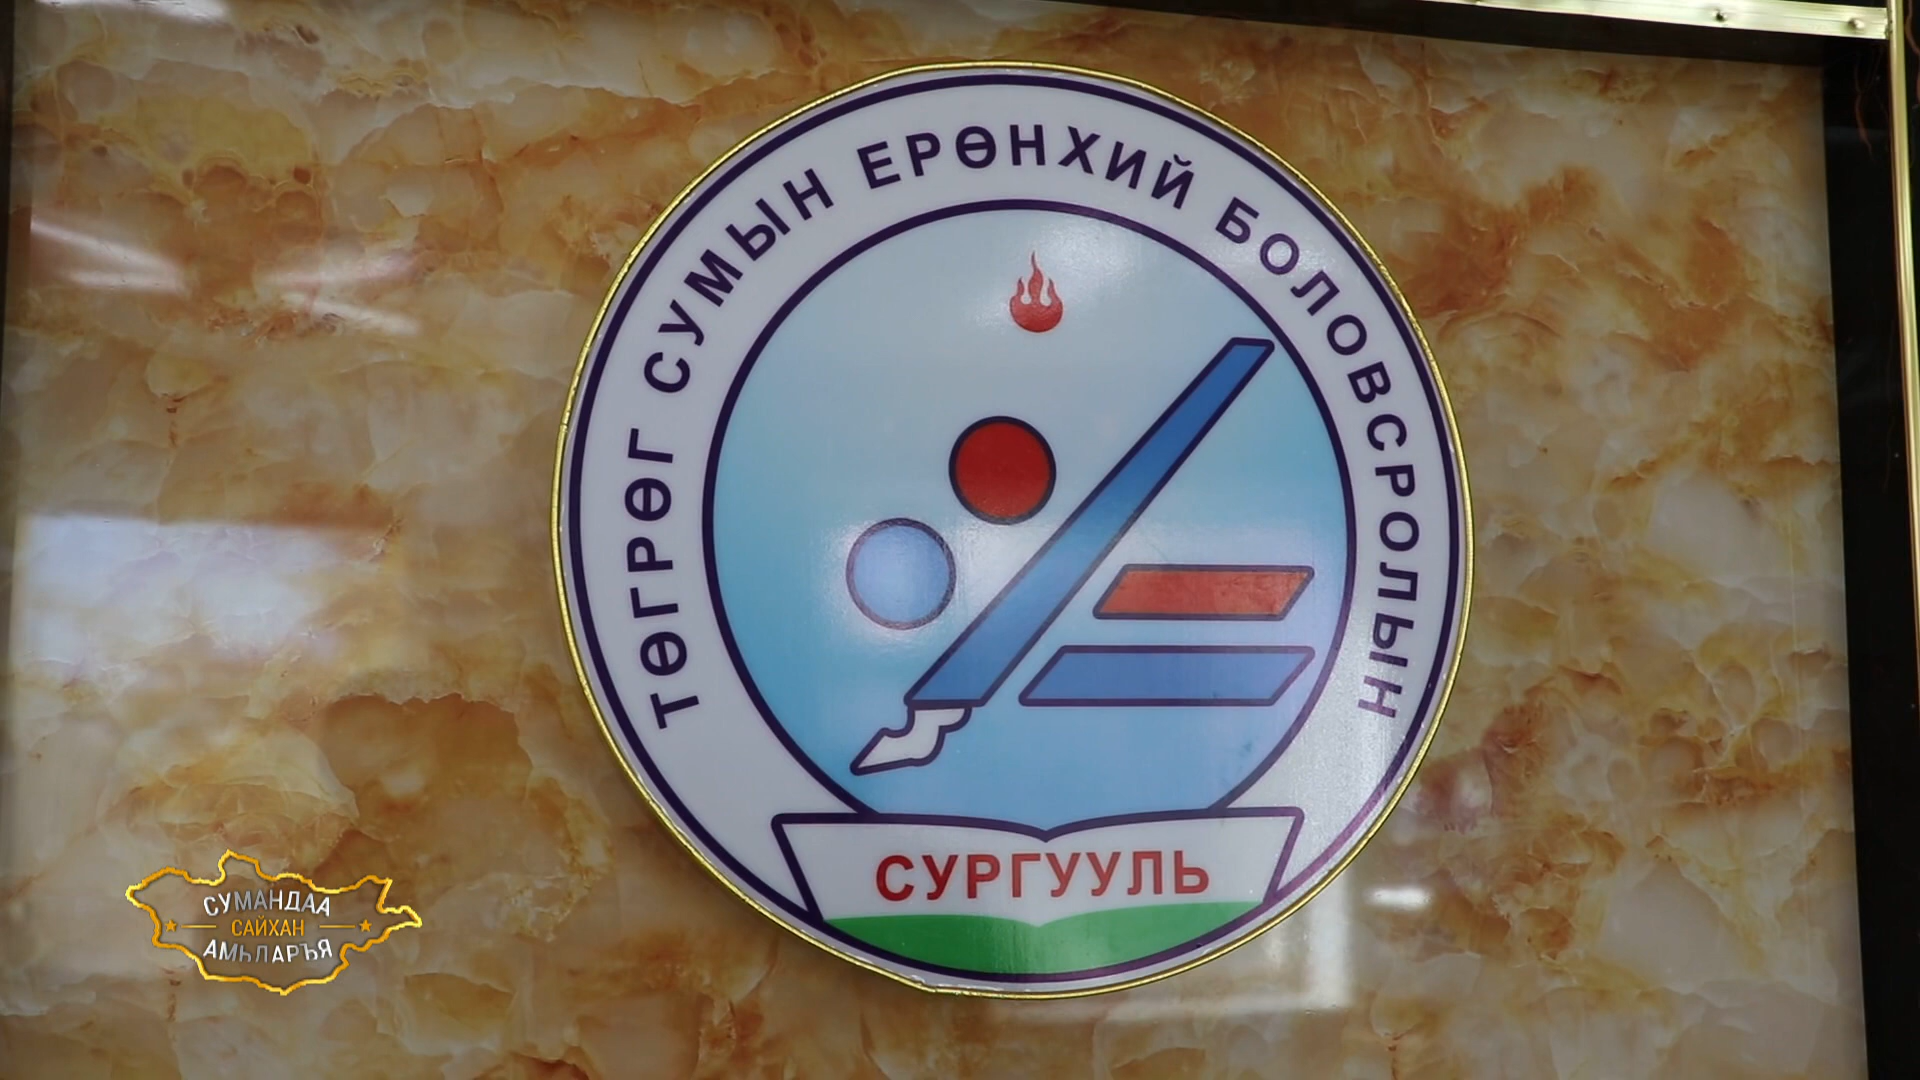 ТӨГРӨГ СУМЫН ЕРӨНХИЙ БОЛОВСРОЛЫН
СУРГУУЛЬ
СУМАНДАА
САЙХАН
АМЬДАРЪЯ